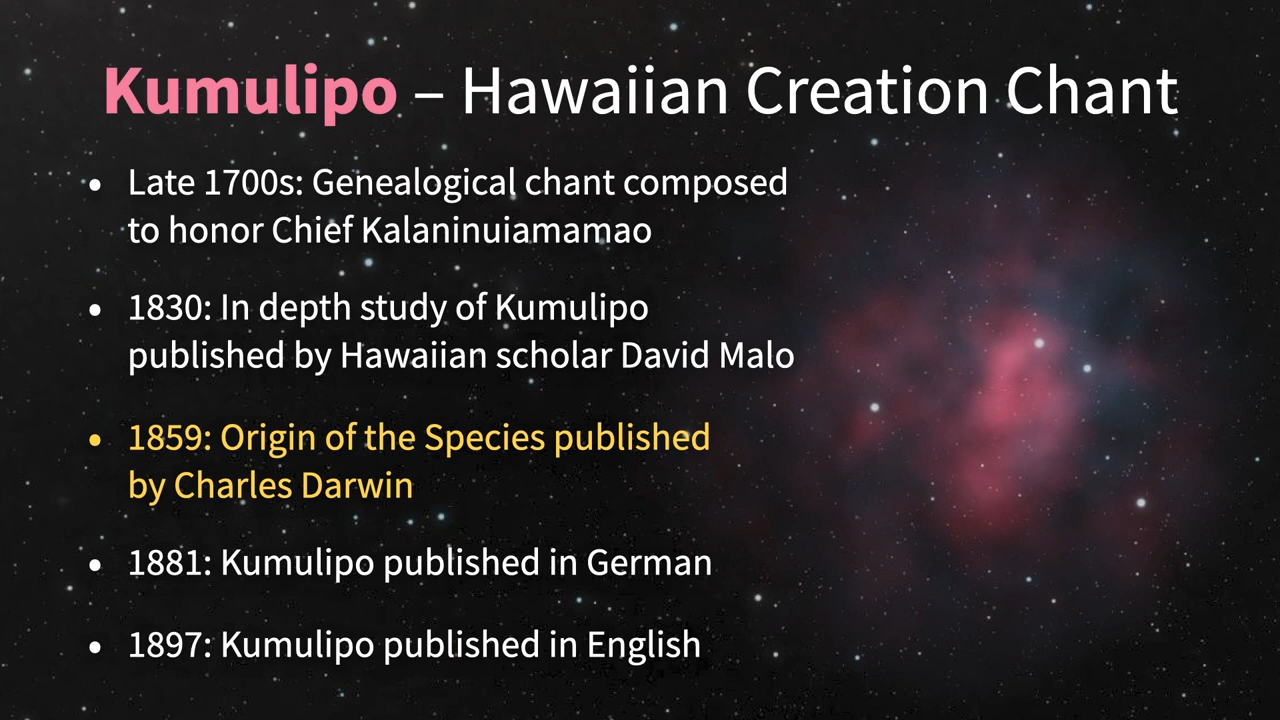 Kumulipo – Hawaiian Creation Chant
• Late 1700s: Genealogical chant composed
to honor Chief Kalaninuiamamao
• 1830: In depth study of Kumulipo
published by Hawaiian scholar David Malo
• 1859: Origin of the Species published
by Charles Darwin
• 1881: Kumulipo published in German
• 1897: Kumulipo published in English